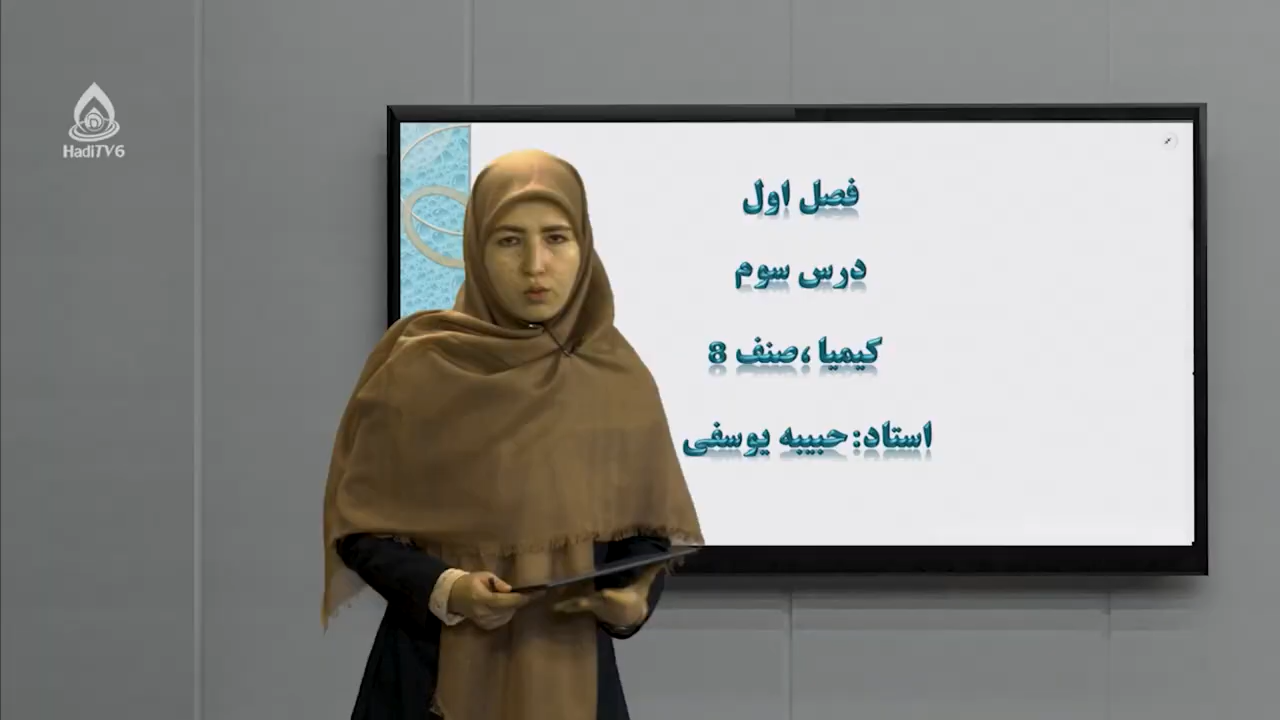 HadiTV6
فصل اول
درس سوم
کیمیا ،صنف 8
استاد: حبیبه یوسفی